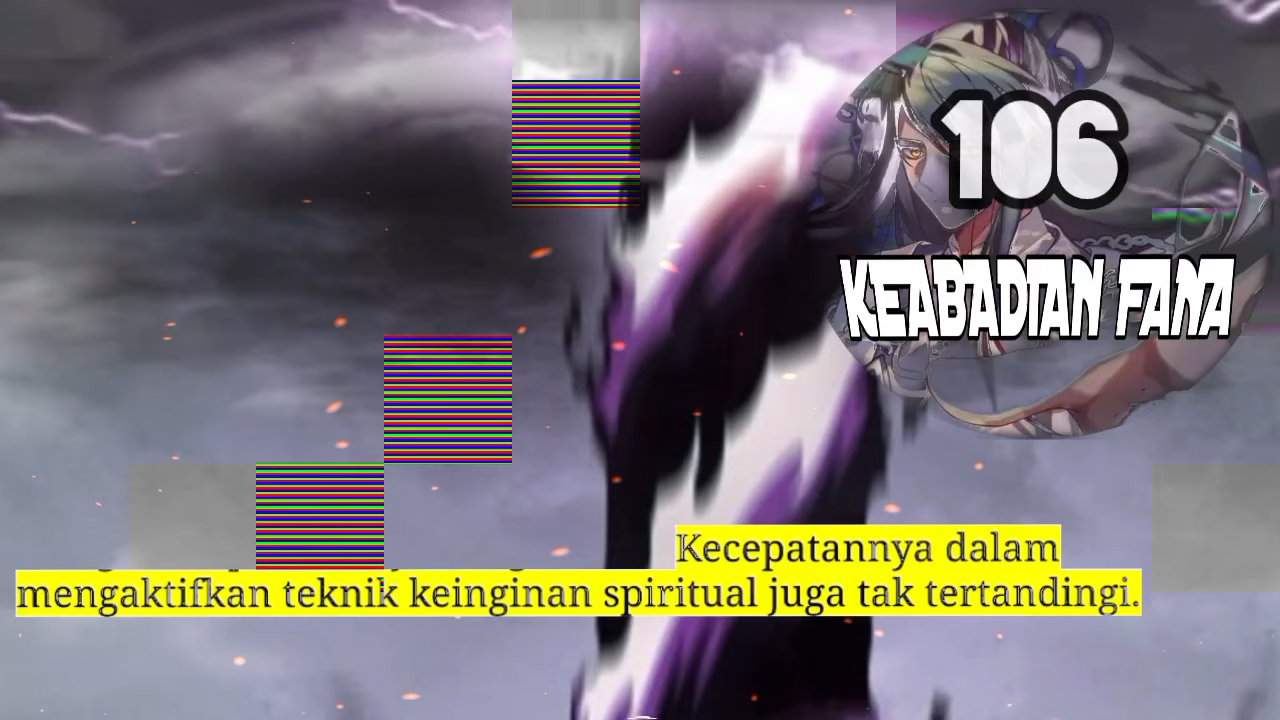 106
KEABADIAN FANA
Kecepatannya dalam
mengaktifkan teknik keinginan spiritual juga tak tertandingi.